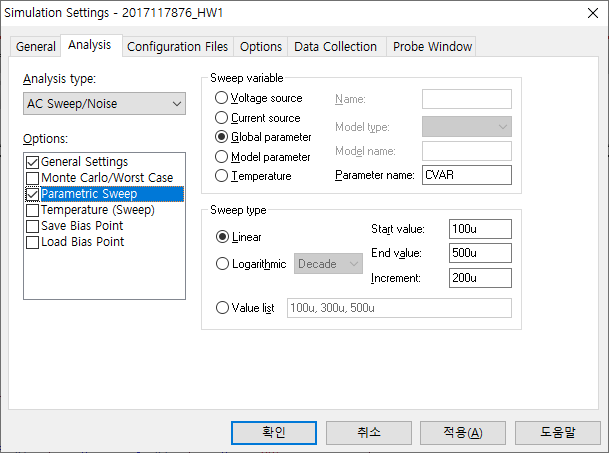 Simulation Settings - 2017117876_HW1
General Analysis Configuration Files Options Data Collection Probe Window
Analysis type:
AC Sweep/Noise
Options:
General Settings
Monte Carlo/Worst Case
Parametric Sweep
Temperature (Sweep)
Save Bias Point
Load Bias Point
Sweep variable
Voltage source
Current source
Global parameter
Model parameter
Temperature
Name:
Model type:
Model name:
Parameter name: CVAR
Sweep type
Linear
Logarithmic Decade
Start value: 100u
End value: 500u
Increment: 200u
Value list 100u, 300u, 500u
확인 취소 적용(A) 도움말